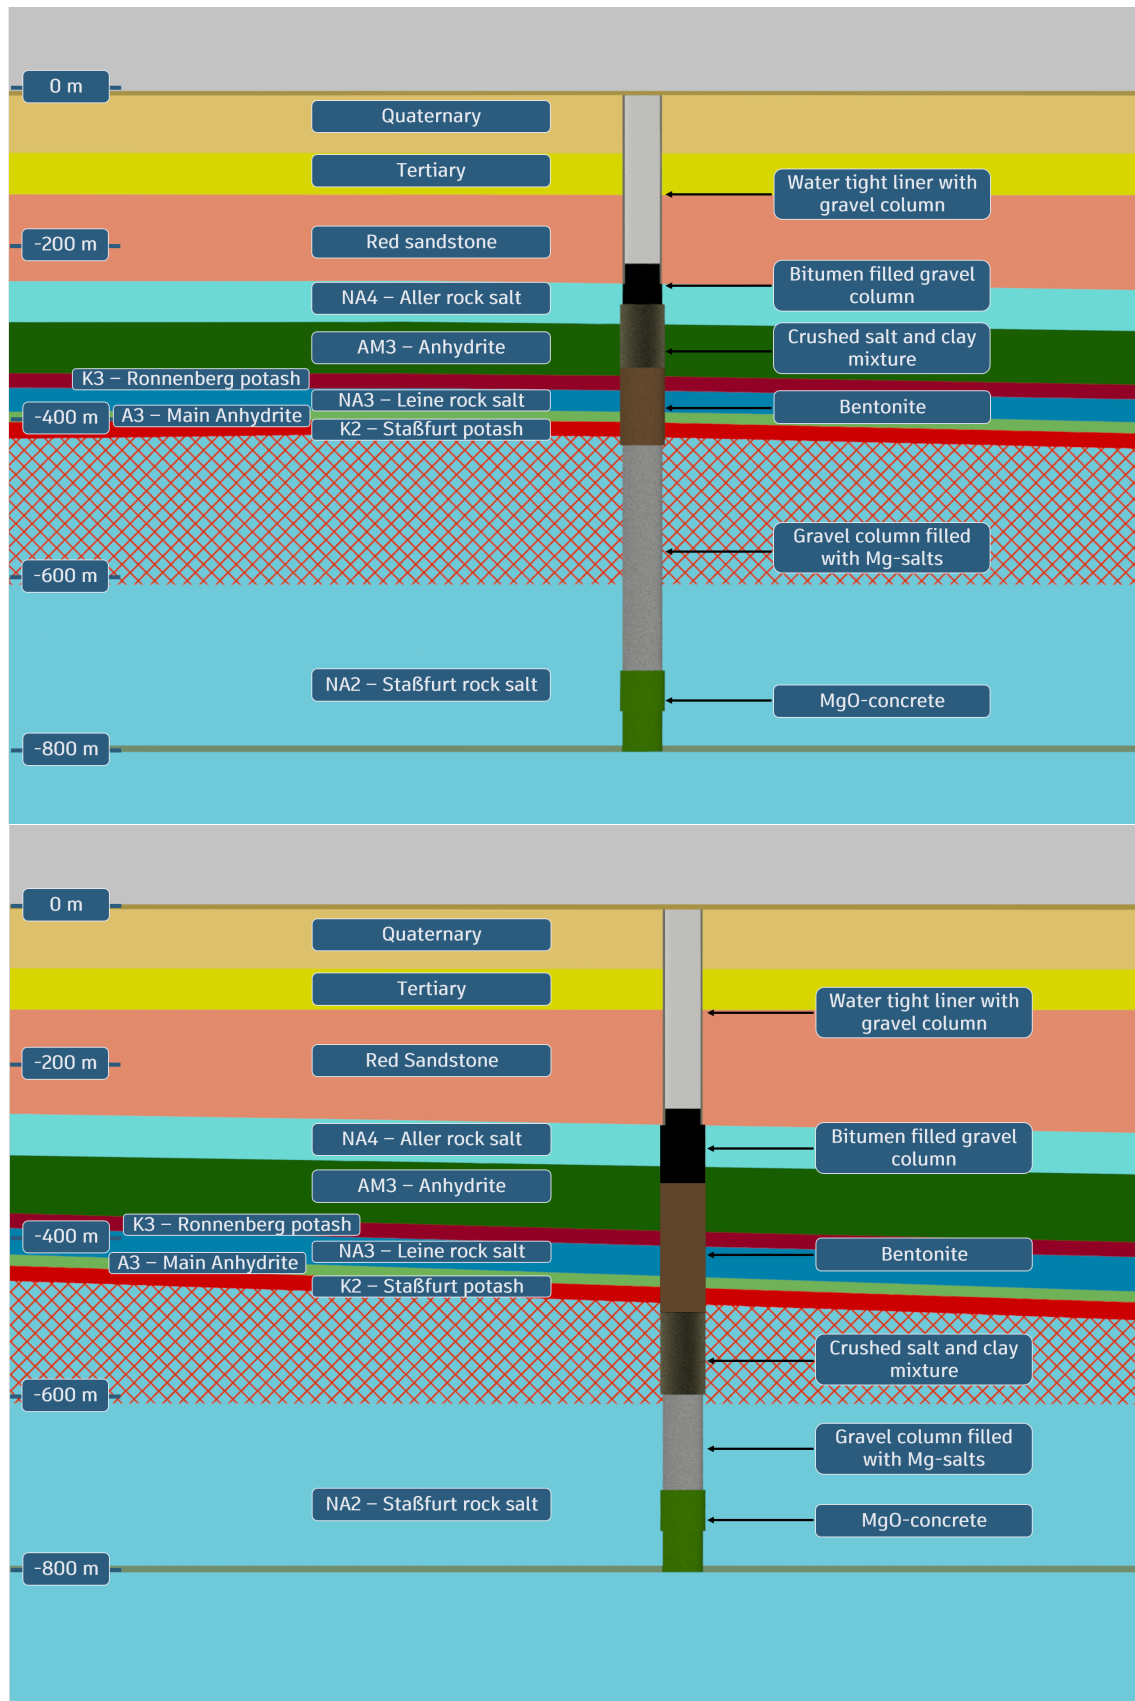 0 m
Quaternary
Tertiary
Water tight liner with
gravel column
-200 m
Red sandstone
Bitumen filled gravel
column
NA4 – Aller rock salt
Crushed salt and clay
mixture
AM3 – Anhydrite
K3 – Ronnenberg potash
NA3 – Leine rock salt
Bentonite
-400 m
A3 – Main Anhydrite
K2 – Staßfurt potash
Gravel column filled
with Mg-salts
-600 m
NA2 – Staßfurt rock salt
MgO-concrete
-800 m
0 m
Quaternary
Tertiary
Water tight liner with
gravel column
-200 m
Red Sandstone
Bitumen filled gravel
column
NA4 – Aller rock salt
AM3 – Anhydrite
K3 – Ronnenberg potash
-400 m
NA3 – Leine rock salt
Bentonite
A3 – Main Anhydrite
K2 – Staßfurt potash
Crushed salt and clay
mixture
-600 m
Gravel column filled
with Mg-salts
NA2 – Staßfurt rock salt
MgO-concrete
-800 m